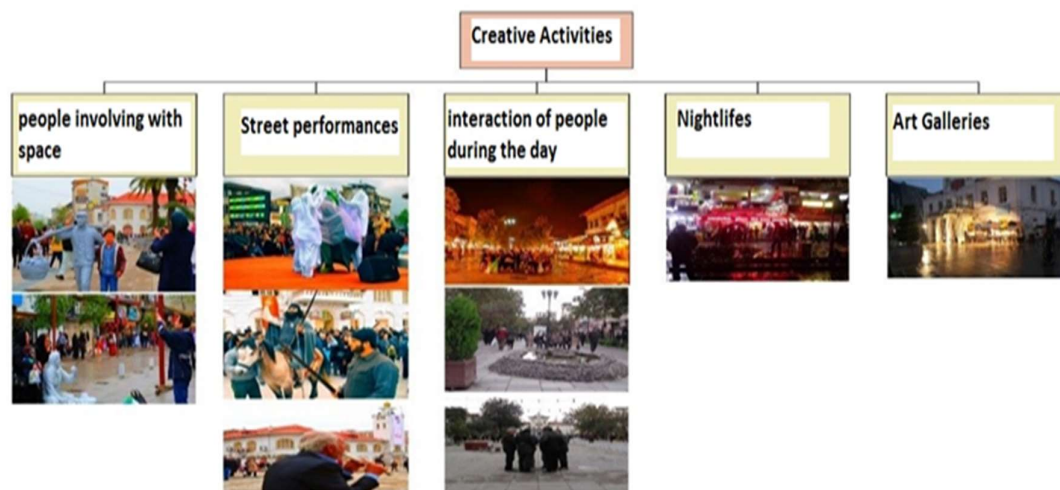 Creative Activities
people involving with
space
Street performances
interaction of people
during the day
Nightlifes
Art Galleries